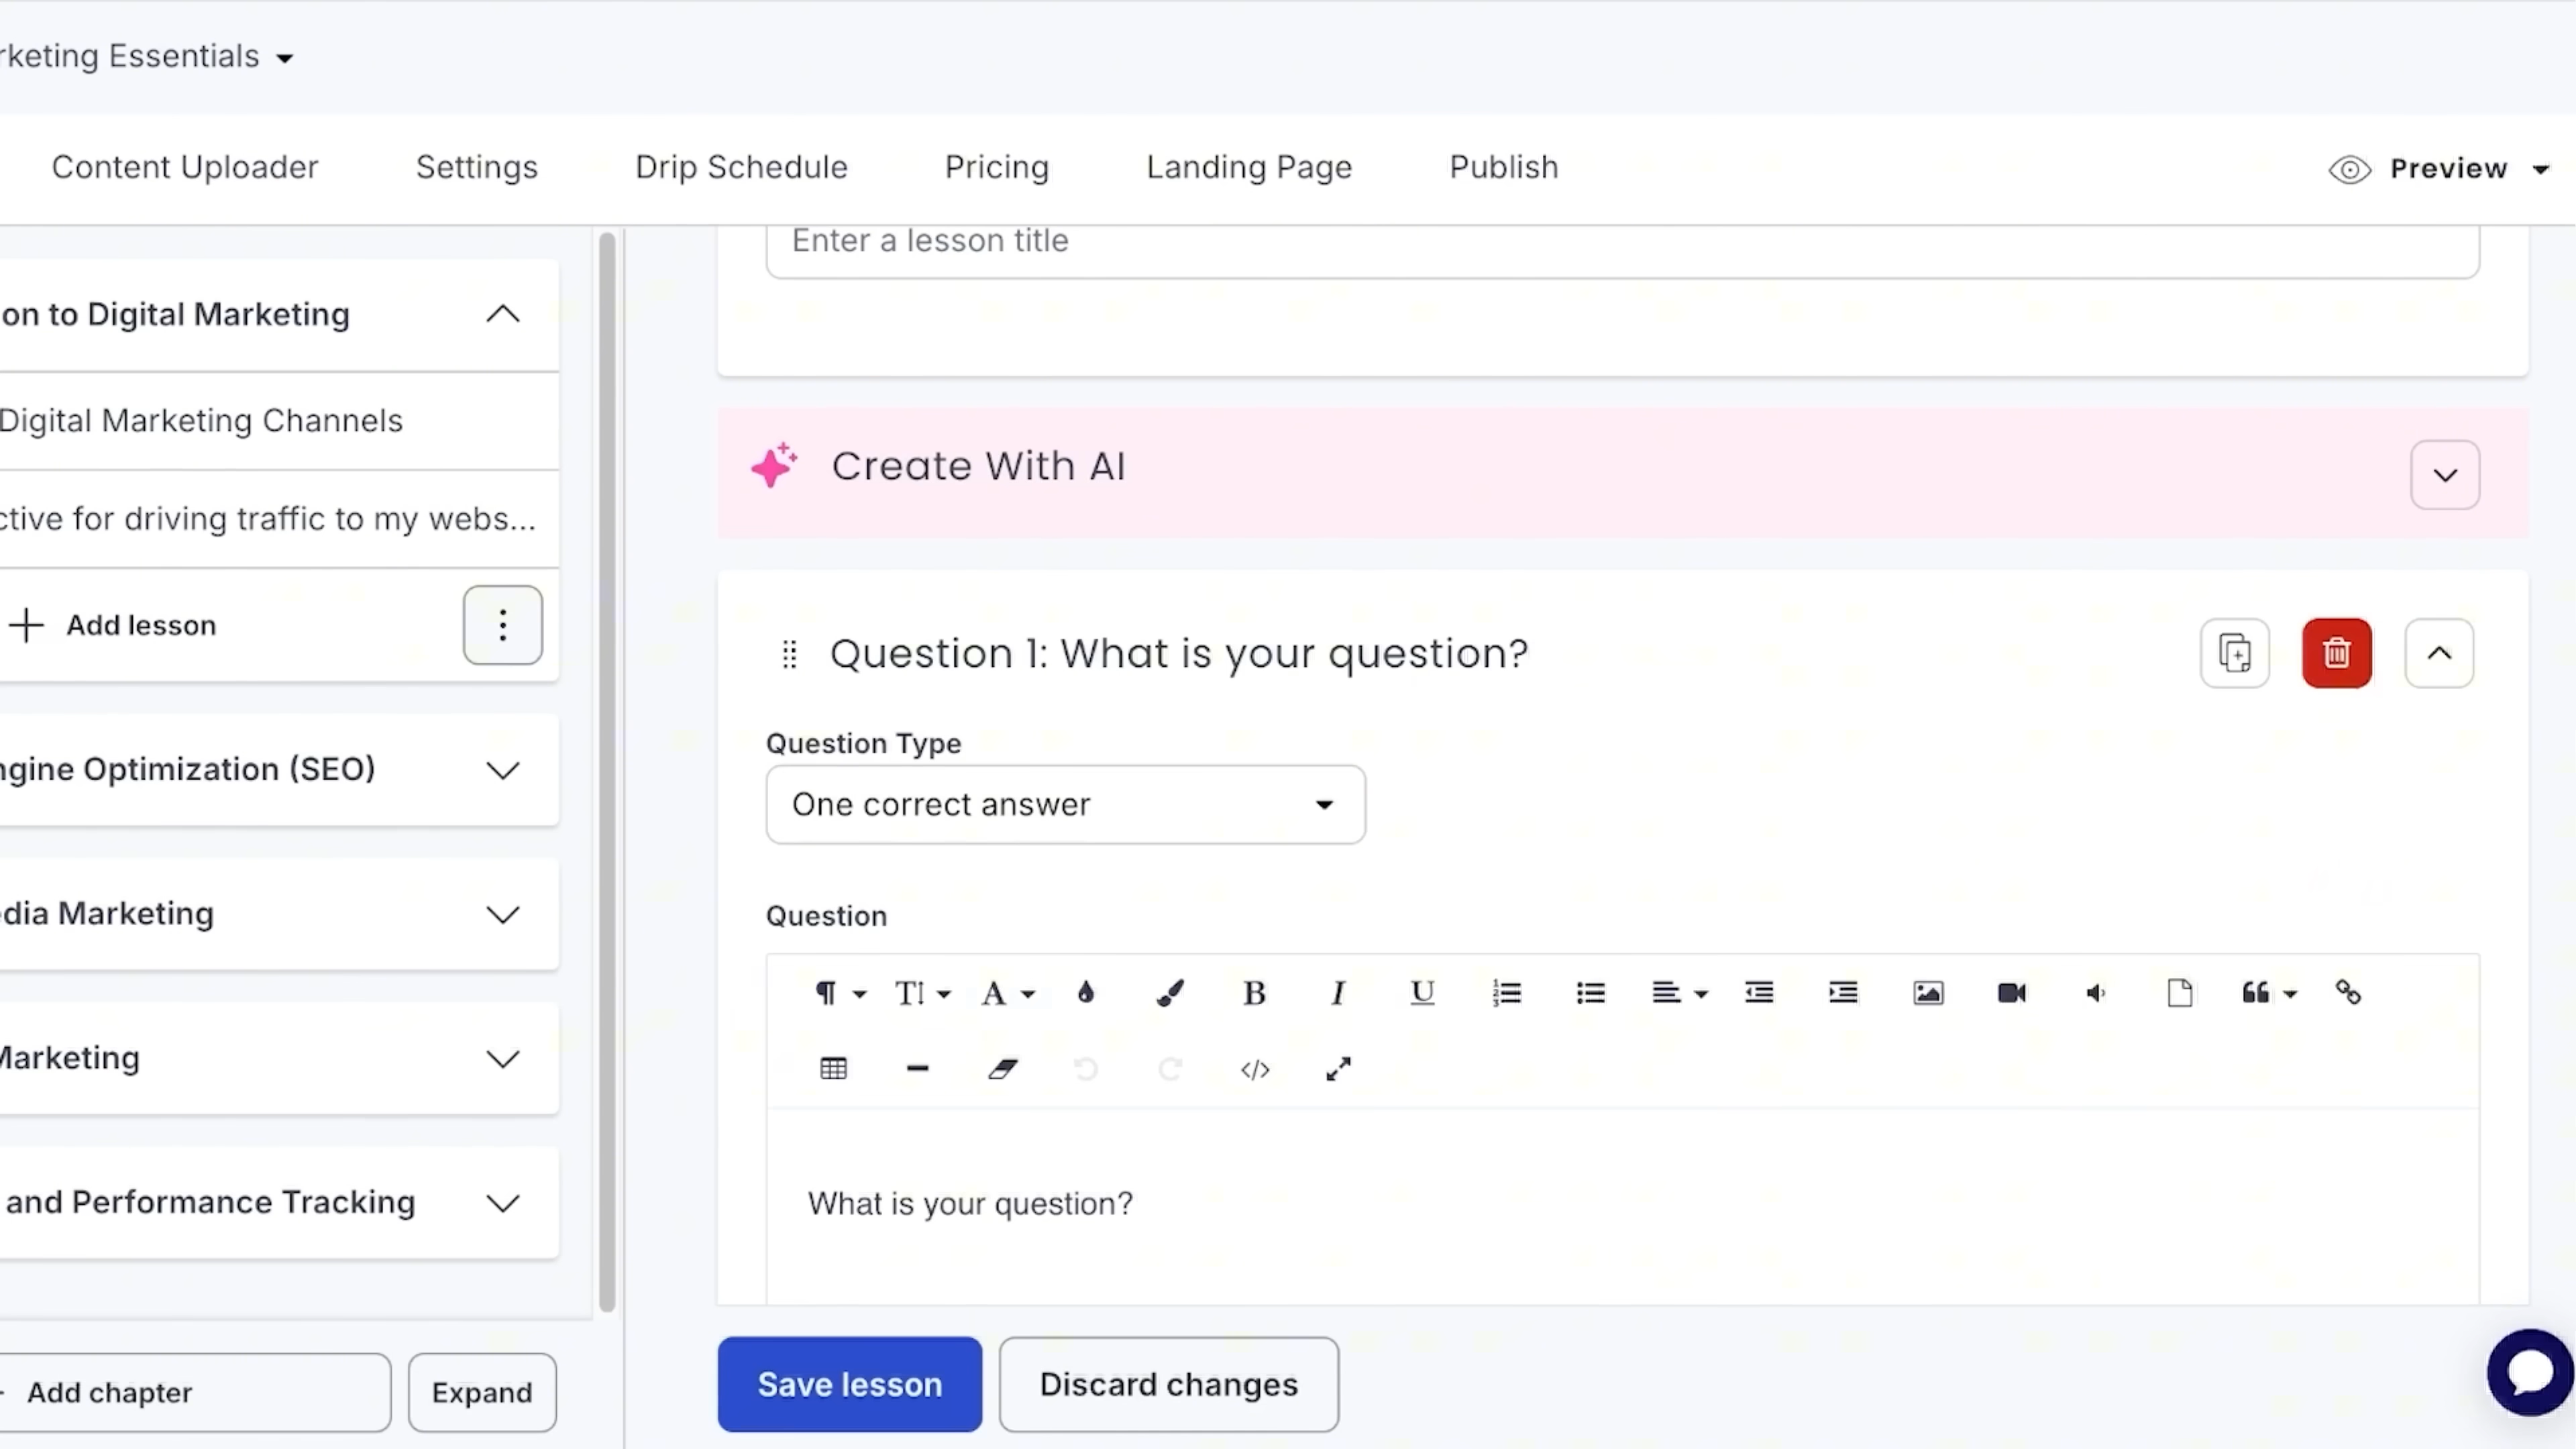 rketing Essentials
Content Uploader Settings Drip Schedule Pricing Landing Page Publish Preview
on to Digital Marketing
Digital Marketing Channels
ctive for driving traffic to my webs...
Add lesson
ngine Optimization (SEO)
edia Marketing
Marketing
and Performance Tracking
Add chapter
Expand
Enter a lesson title
Create With AI
Question 1: What is your question?
Question Type
One correct answer
Question
What is your question?
Save lesson
Discard changes